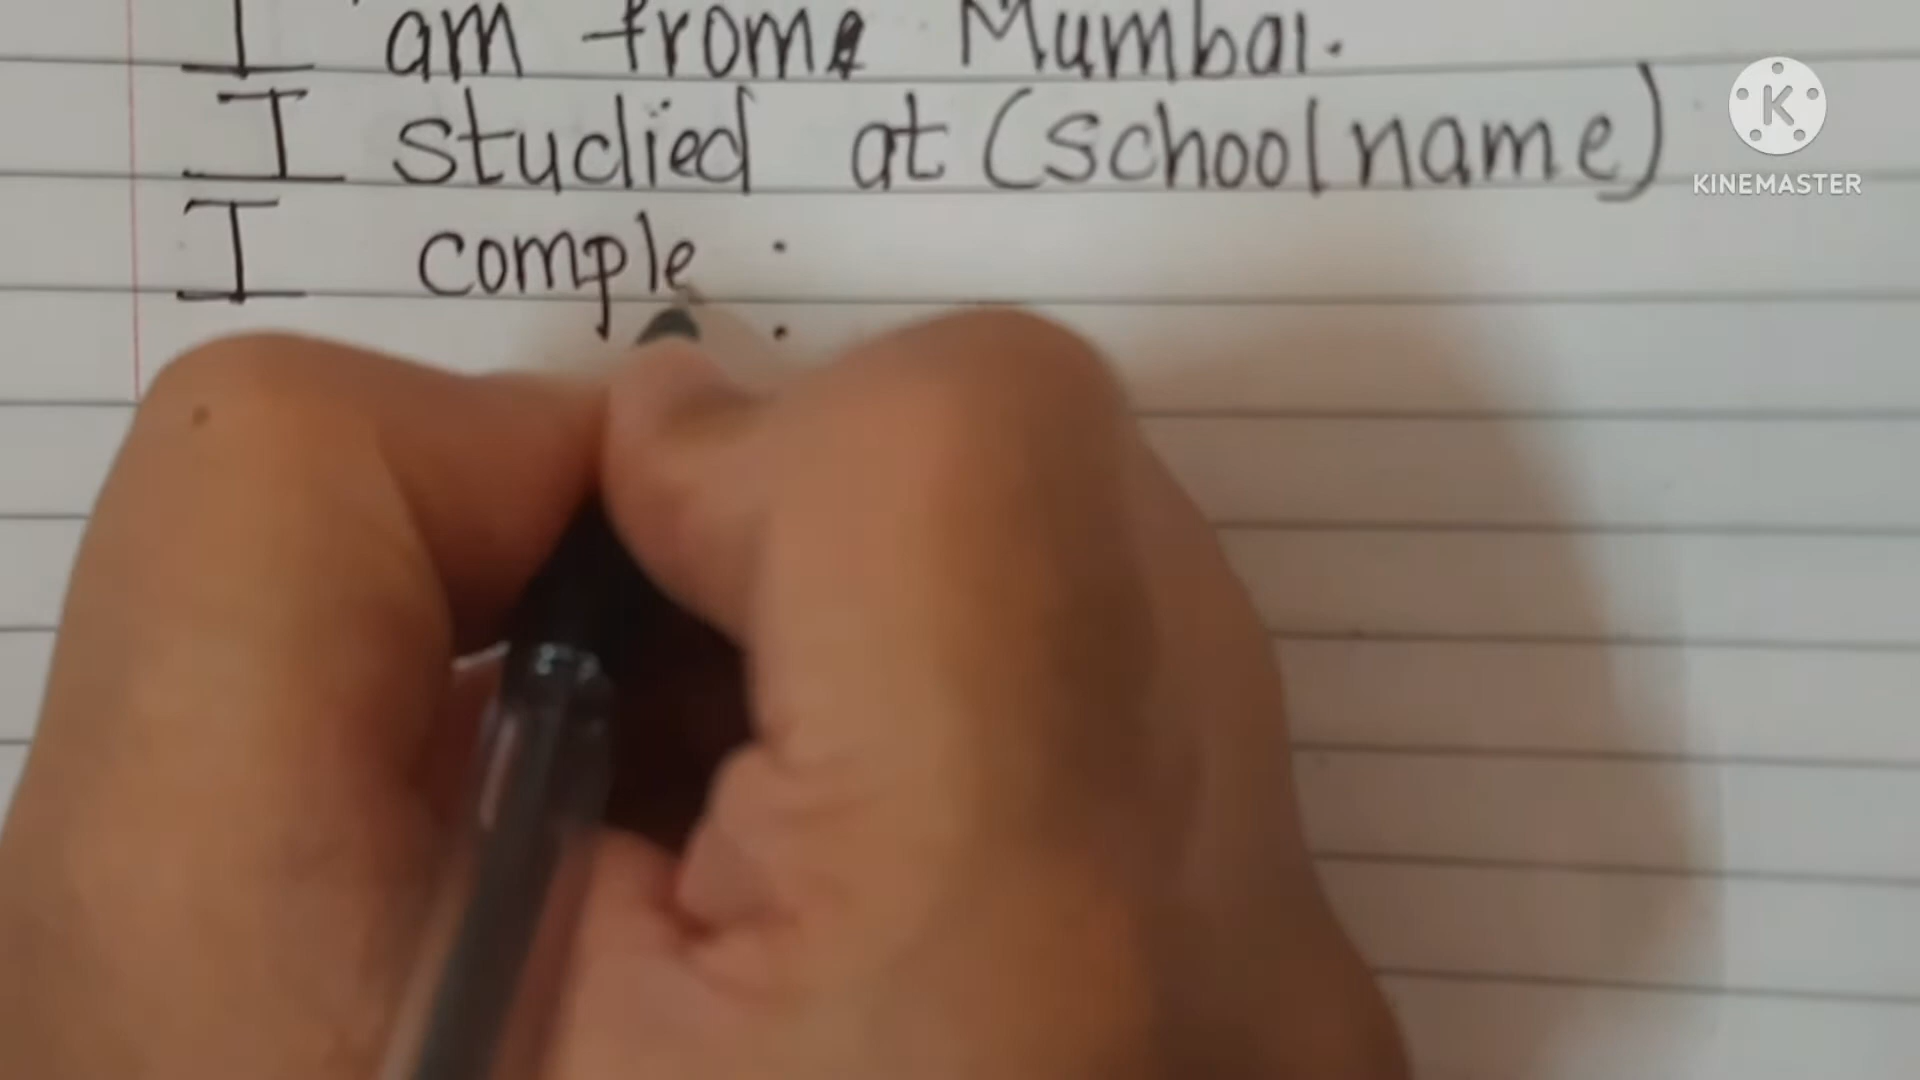 I am from Mumbai.
I studied at (school name)
I comple
K
KINEMASTER